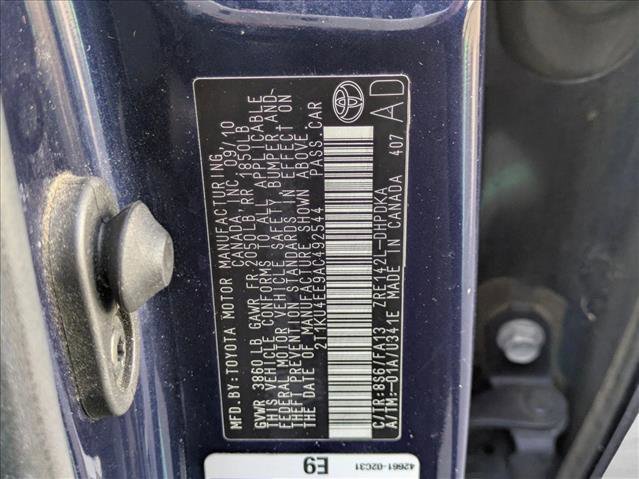 MFD. BY: TOYOTA MOTOR MANUFACTURING
CANADA, INC. 09/10
GVWR 3860 LB GAWR FR 2050LB, RR 1850LB
THIS VEHICLE CONFORMS TO ALL APPLICABLE
FEDERAL MOTOR VEHICLE SAFETY, BUMPER AND
THEFT PREVENTION STANDARDS IN EFFECT ON
THE DATE OF MANUFACTURE SHOWN ABOVE.
2T1KU4EE9AC492544 PASS.CAR
C/TR:8R6/FA13 ZRE142L-DHPDKA
A/TM:-01A/U341E MADE IN CANADA 407
AD
E9
42661-02C31